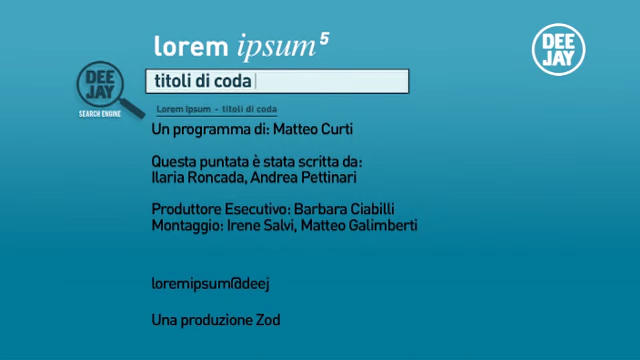 lorem ipsum⁵
DEE
JAY
titoli di coda
DEE
JAY
SEARCH ENGINE
Lorem Ipsum - titoli di coda
Un programma di: Matteo Curti
Questa puntata è stata scritta da:
Ilaria Roncada, Andrea Pettinari
Produttore Esecutivo: Barbara Ciabilli
Montaggio: Irene Salvi, Matteo Galimberti
loremipsum@deej
Una produzione Zod